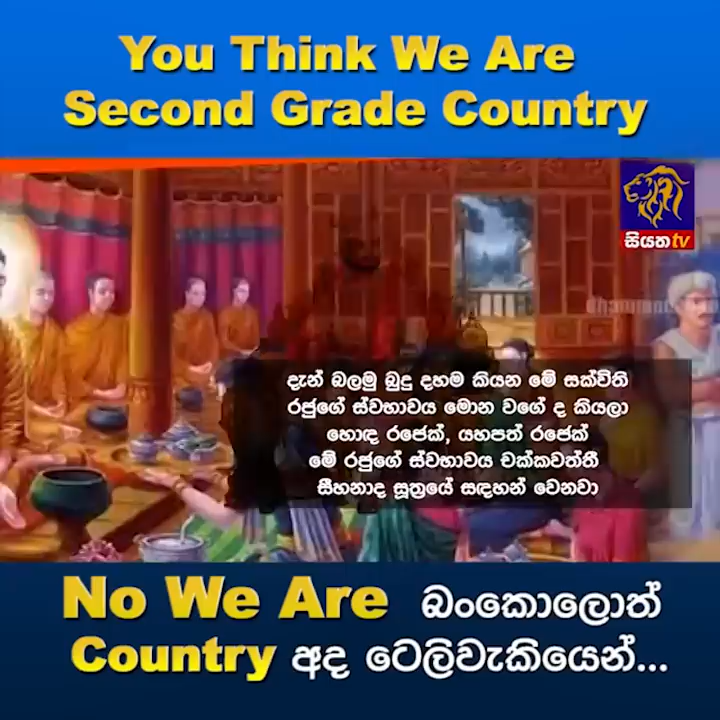 You Think We Are
Second Grade Country
සියත tv
දැන් බලමු බුදු දහම කියන මේ සක්විති
රජුගේ ස්වභාවය මොන වගේ ද කියලා
හොඳ රජෙක්, යහපත් රජෙක්
මේ රජුගේ ස්වභාවය චක්කවත්තී
සීහනාද සූත්‍රයේ සඳහන් වෙනවා
No We Are බංකොලොත්
Country අද ටෙලිවැකියෙන්...